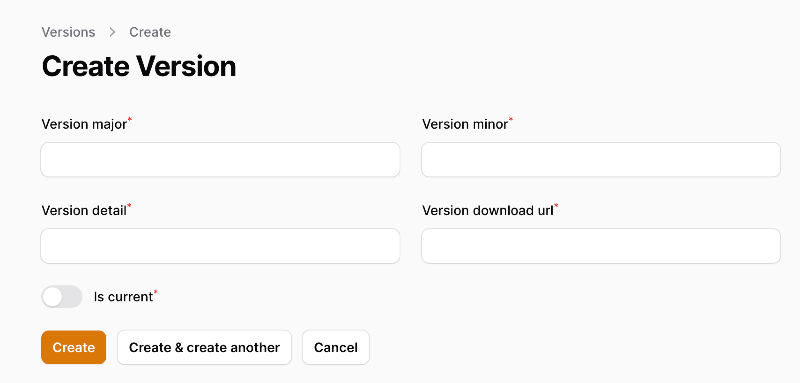 Versions > Create
Create Version
Version major* Version minor*
Version detail* Version download url*
Is current*
Create Create & create another Cancel